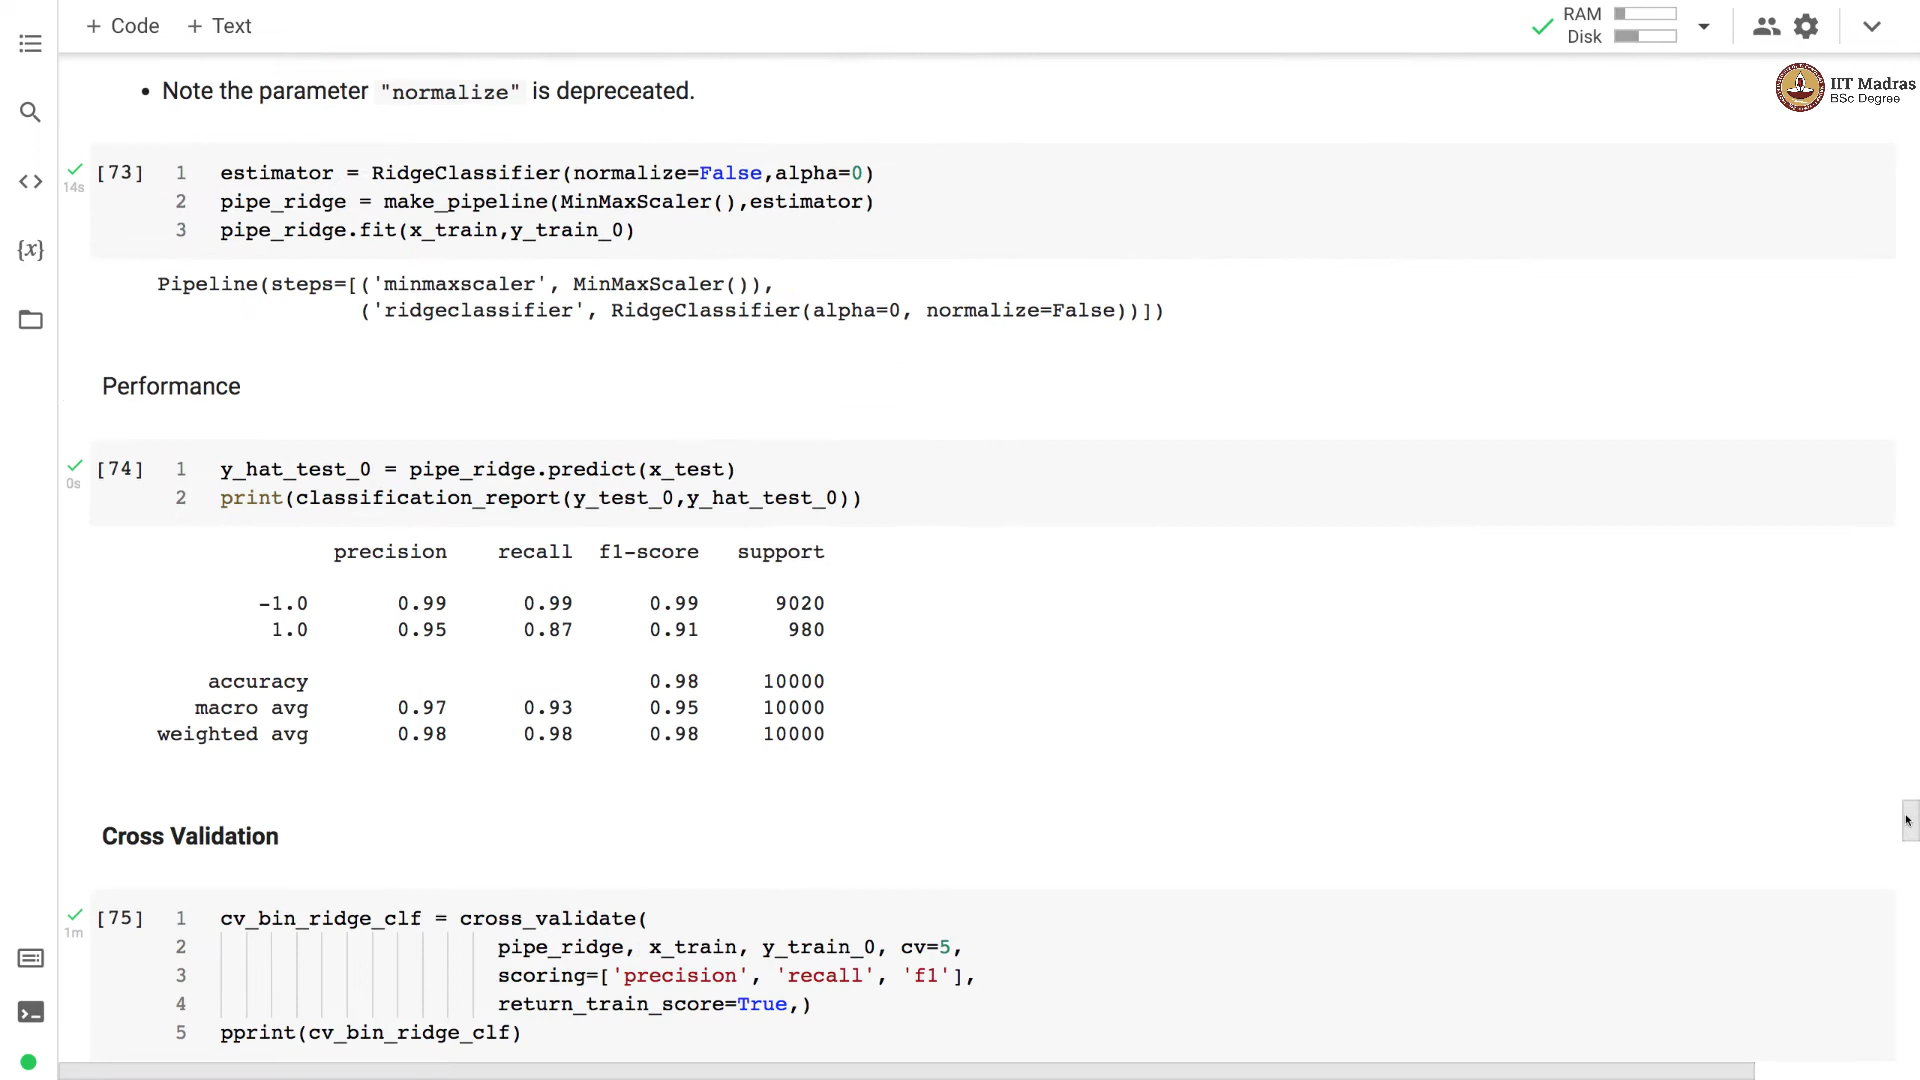 + Code + Text
RAM
Disk
IIT Madras
BSc Degree
• Note the parameter "normalize" is depreceated.
[73] 1 estimator = RidgeClassifier(normalize=False,alpha=0)
14s 2 pipe_ridge = make_pipeline(MinMaxScaler(),estimator)
3 pipe_ridge.fit(x_train,y_train_0)
Pipeline(steps=[('minmaxscaler', MinMaxScaler()),
('ridgeclassifier', RidgeClassifier(alpha=0, normalize=False))])
Performance
[74] 1 y_hat_test_0 = pipe_ridge.predict(x_test)
0s 2 print(classification_report(y_test_0,y_hat_test_0))
precision recall f1-score support
-1.0 0.99 0.99 0.99 9020
1.0 0.95 0.87 0.91 980
accuracy 0.98 10000
macro avg 0.97 0.93 0.95 10000
weighted avg 0.98 0.98 0.98 10000
Cross Validation
[75] 1 cv_bin_ridge_clf = cross_validate(
1m 2 pipe_ridge, x_train, y_train_0, cv=5,
3 scoring=['precision', 'recall', 'f1'],
4 return_train_score=True,)
5 pprint(cv_bin_ridge_clf)